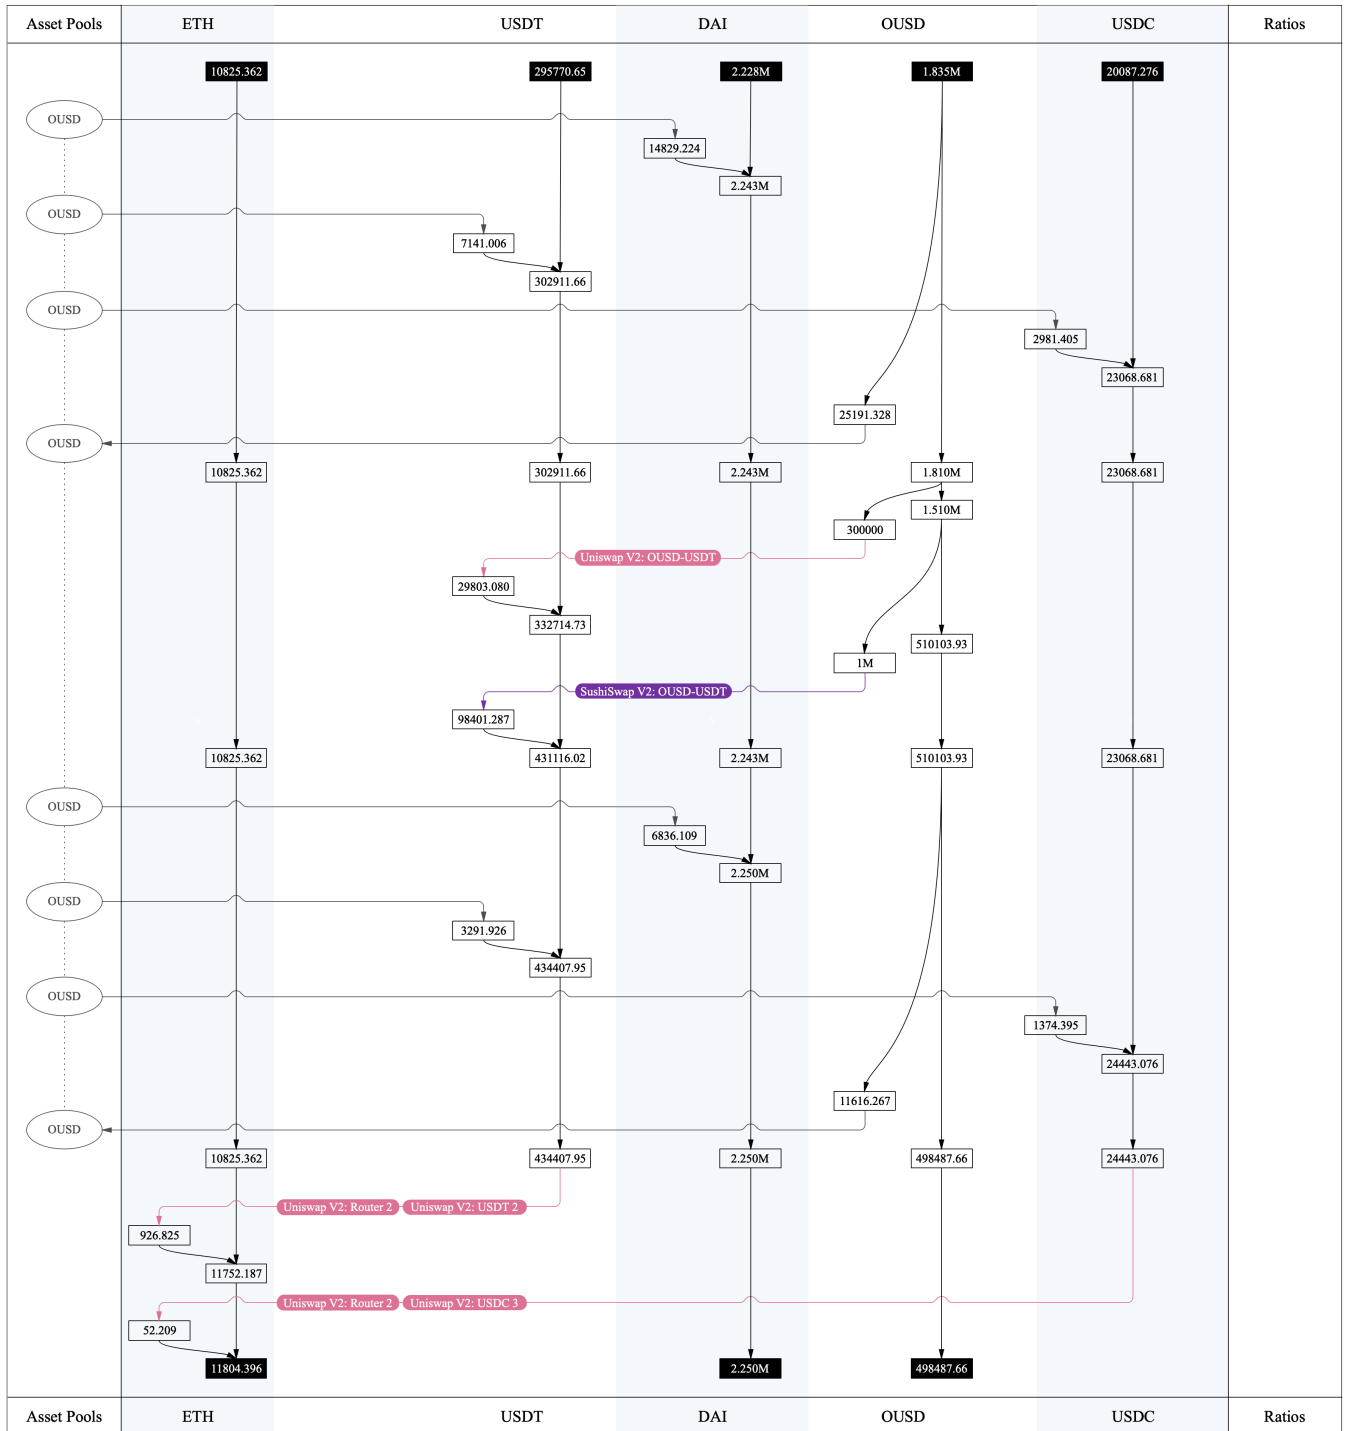 Asset Pools ETH USDT DAI OUSD USDC Ratios
10825.362 295770.65 2.228M 1.835M 20087.276
OUSD
14829.224
2.243M
OUSD
7141.006
302911.66
OUSD
2981.405
23068.681
25191.328
OUSD
10825.362 302911.66 2.243M 1.810M 23068.681
1.510M
300000
Uniswap V2: OUSD-USDT
29803.080
332714.73
510103.93
1M
SushiSwap V2: OUSD-USDT
98401.287
10825.362 431116.02 2.243M 510103.93 23068.681
OUSD
6836.109
2.250M
OUSD
3291.926
434407.95
OUSD
1374.395
24443.076
11616.267
OUSD
10825.362 434407.95 2.250M 498487.66 24443.076
Uniswap V2: Router 2 Uniswap V2: USDT 2
926.825
11752.187
Uniswap V2: Router 2 Uniswap V2: USDC 3
52.209
11804.396 2.250M 498487.66
Asset Pools ETH USDT DAI OUSD USDC Ratios